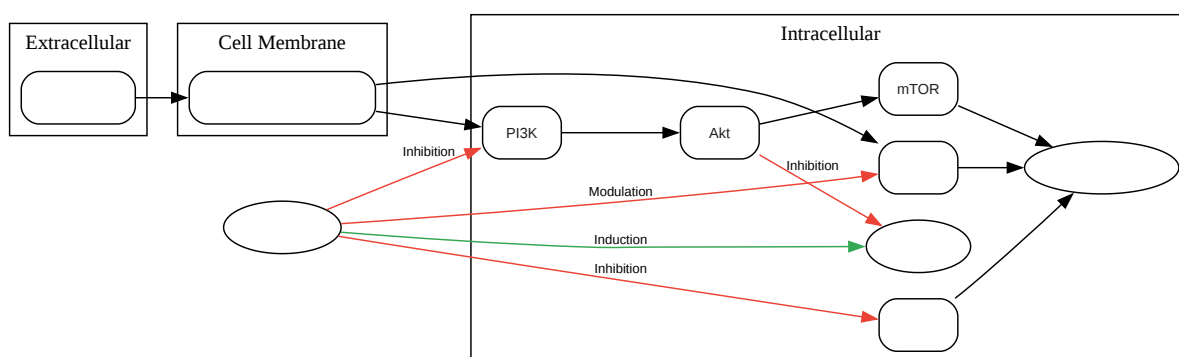 Extracellular
Cell Membrane
Intracellular
mTOR
PI3K
Akt
Inhibition
Inhibition
Modulation
Induction
Inhibition